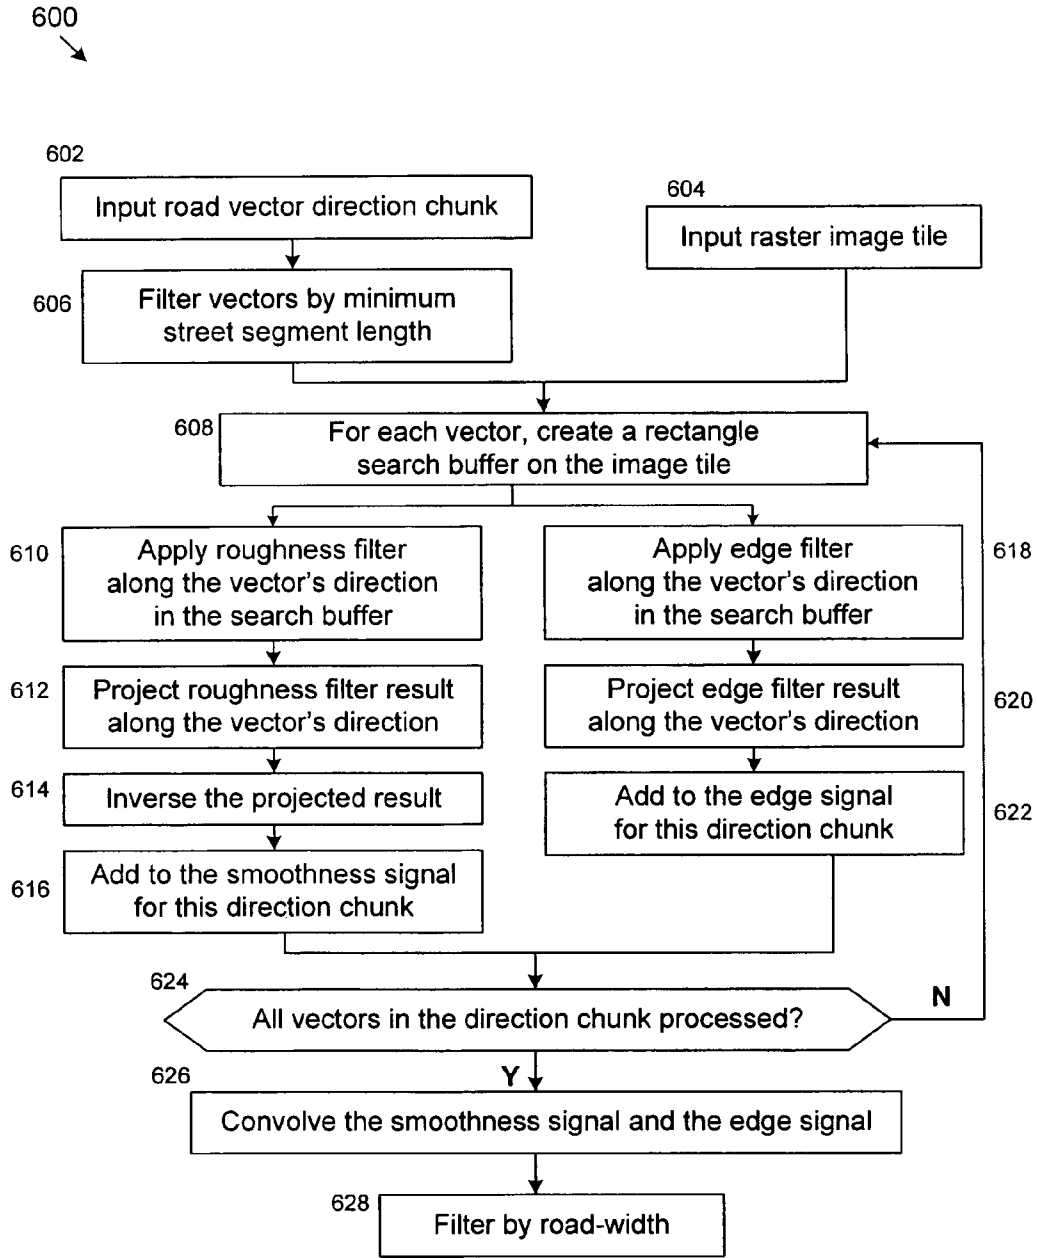 600
602
Input road vector direction chunk
604
Input raster image tile
606
Filter vectors by minimum
street segment length
608
For each vector, create a rectangle
search buffer on the image tile
610
Apply roughness filter
along the vector's direction
in the search buffer
618
Apply edge filter
along the vector's direction
in the search buffer
612
Project roughness filter result
along the vector's direction
620
Project edge filter result
along the vector's direction
614
Inverse the projected result
622
Add to the edge signal
for this direction chunk
616
Add to the smoothness signal
for this direction chunk
624
All vectors in the direction chunk processed?
N
Y
626
Convolve the smoothness signal and the edge signal
628
Filter by road-width